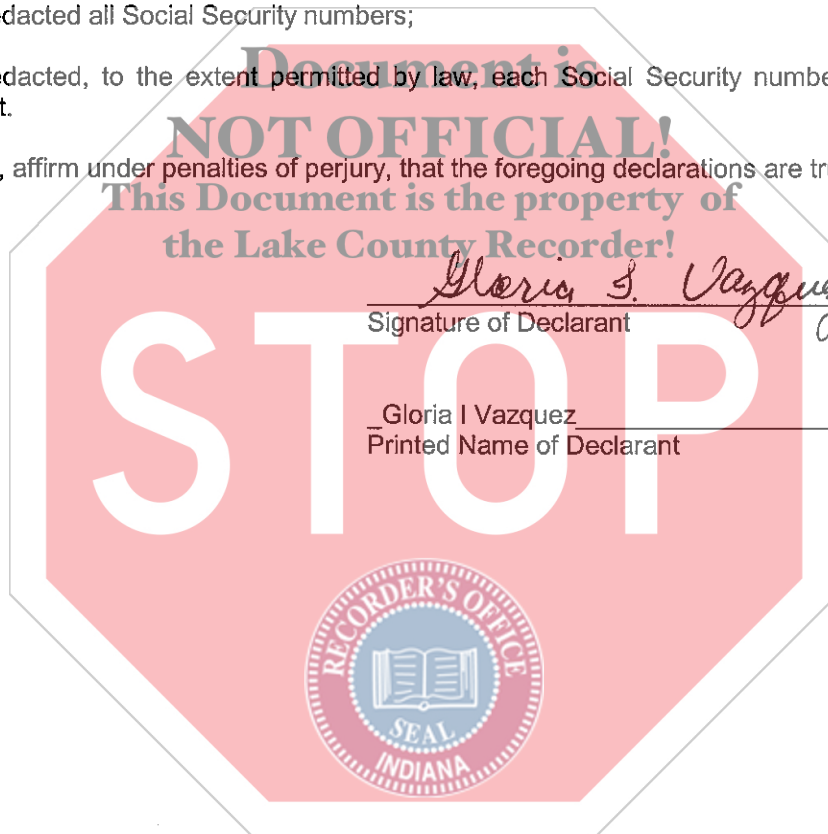 dacted all Social Security numbers;
Document is
edacted, to the extent permitted by law, each Social Security numbe
t.
NOT OFFICIAL!
, affirm under penalties of perjury, that the foregoing declarations are tr
This Document is the property of
the Lake County Recorder!
Gloria I. Vazque
Signature of Declarant
STOP
_Gloria I Vazquez
Printed Name of Declarant
RECORDER'S OFFICE
SEAL
INDIANA